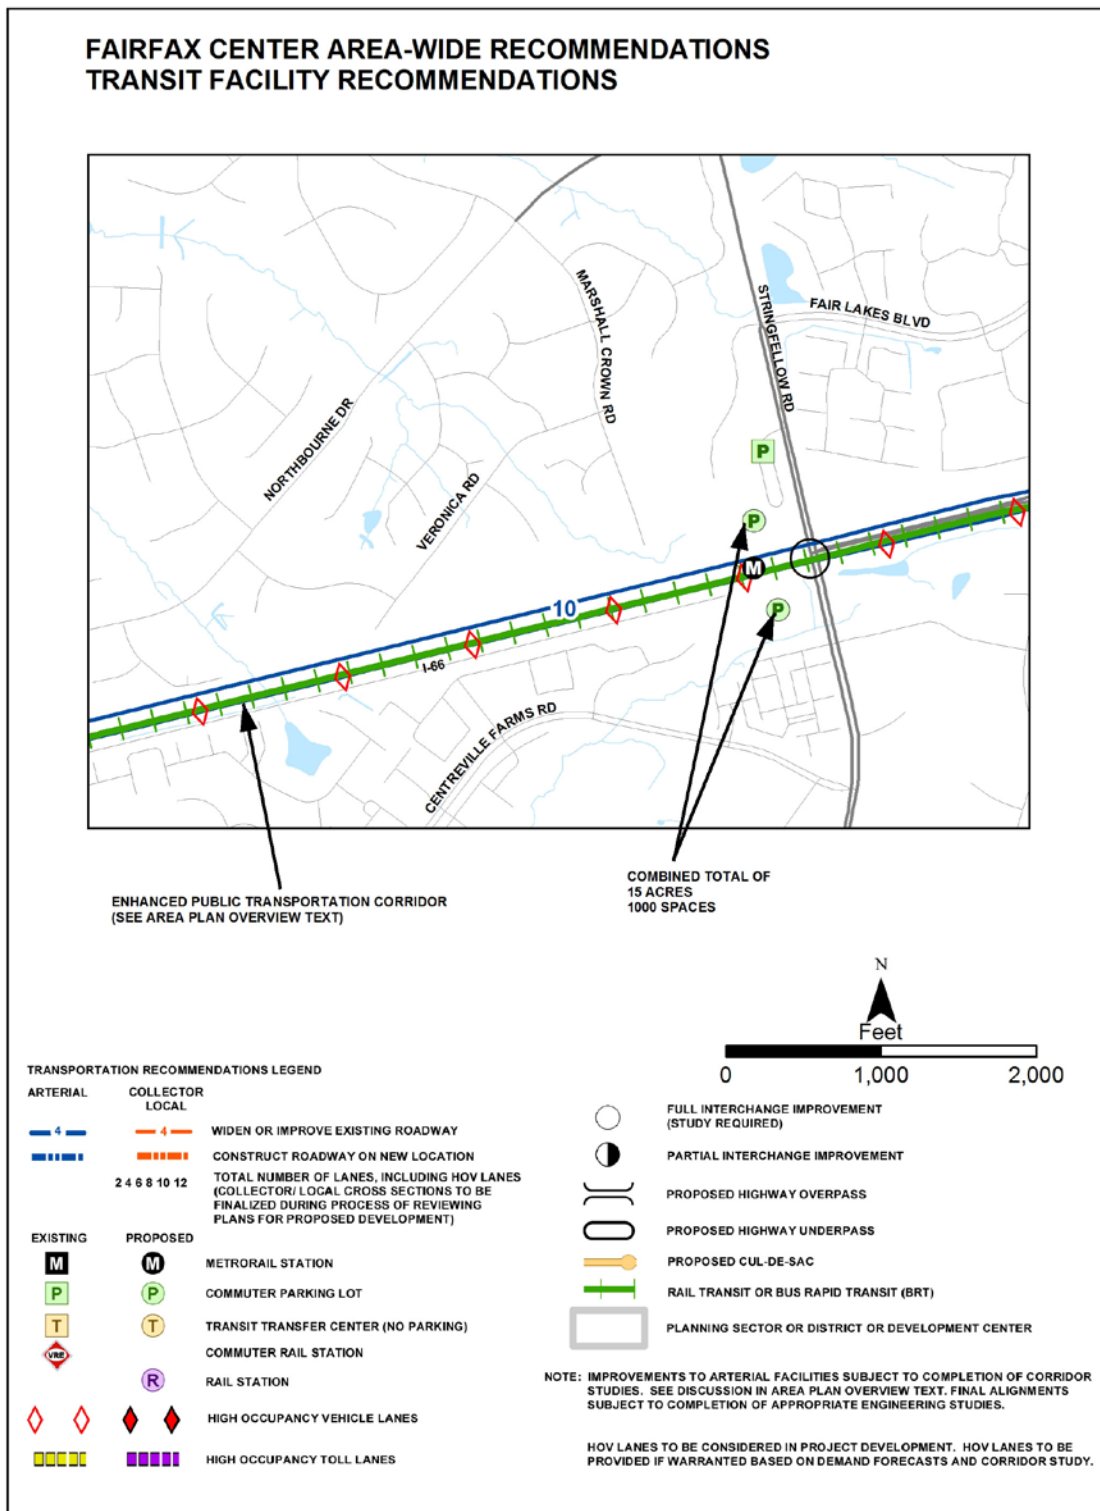 FAIRFAX CENTER AREA-WIDE RECOMMENDATIONS
TRANSIT FACILITY RECOMMENDATIONS
MARSHALL CROWN RD
STRINGFELLOW RD
FAIR LAKES BLVD
NORTHBOURNE DR
VERONICA RD
P
P
M
10
P
I-66
CENTREVILLE FARMS RD
COMBINED TOTAL OF
15 ACRES
1000 SPACES
ENHANCED PUBLIC TRANSPORTATION CORRIDOR
(SEE AREA PLAN OVERVIEW TEXT)
N
Feet
0 1,000 2,000
TRANSPORTATION RECOMMENDATIONS LEGEND
ARTERIAL COLLECTOR
LOCAL
4 4 WIDEN OR IMPROVE EXISTING ROADWAY
CONSTRUCT ROADWAY ON NEW LOCATION
2 4 6 8 10 12 TOTAL NUMBER OF LANES, INCLUDING HOV LANES
(COLLECTOR/ LOCAL CROSS SECTIONS TO BE
FINALIZED DURING PROCESS OF REVIEWING
PLANS FOR PROPOSED DEVELOPMENT)
EXISTING PROPOSED
M M METRORAIL STATION
P P COMMUTER PARKING LOT
T T TRANSIT TRANSFER CENTER (NO PARKING)
VRE COMMUTER RAIL STATION
R RAIL STATION
HIGH OCCUPANCY VEHICLE LANES
HIGH OCCUPANCY TOLL LANES
FULL INTERCHANGE IMPROVEMENT
(STUDY REQUIRED)
PARTIAL INTERCHANGE IMPROVEMENT
PROPOSED HIGHWAY OVERPASS
PROPOSED HIGHWAY UNDERPASS
PROPOSED CUL-DE-SAC
RAIL TRANSIT OR BUS RAPID TRANSIT (BRT)
PLANNING SECTOR OR DISTRICT OR DEVELOPMENT CENTER
NOTE: IMPROVEMENTS TO ARTERIAL FACILITIES SUBJECT TO COMPLETION OF CORRIDOR
STUDIES. SEE DISCUSSION IN AREA PLAN OVERVIEW TEXT. FINAL ALIGNMENTS
SUBJECT TO COMPLETION OF APPROPRIATE ENGINEERING STUDIES.
HOV LANES TO BE CONSIDERED IN PROJECT DEVELOPMENT. HOV LANES TO BE
PROVIDED IF WARRANTED BASED ON DEMAND FORECASTS AND CORRIDOR STUDY.